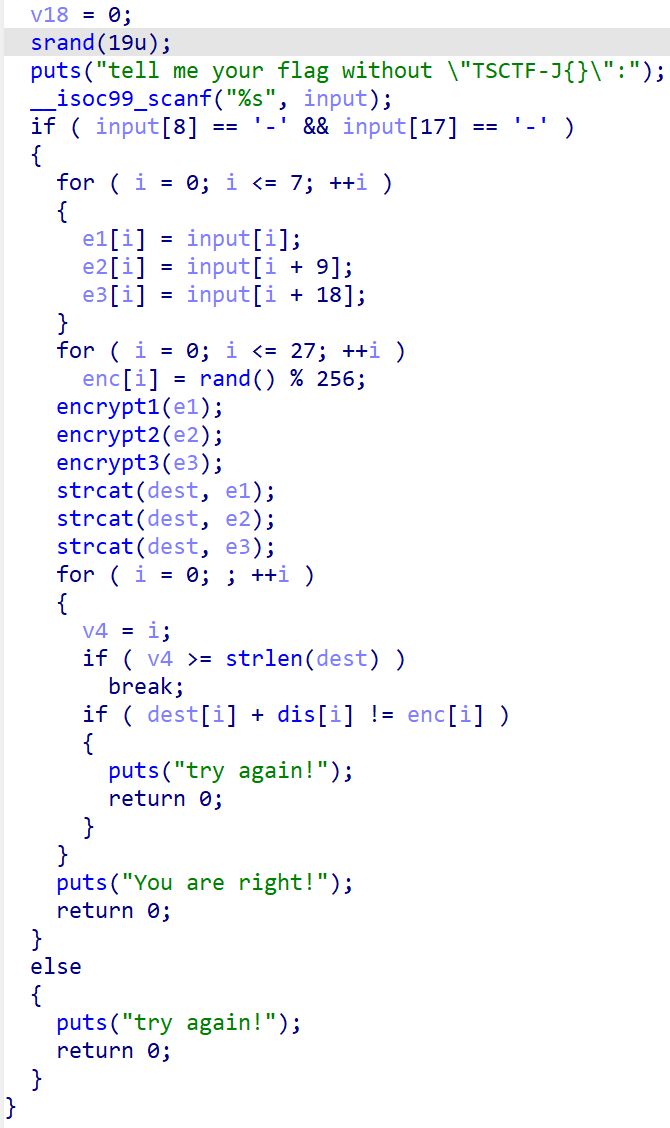 v18 = 0;
srand(19u);
puts("tell me your flag without \"TSCTF-J{}\":");
__isoc99_scanf("%s", input);
if ( input[8] == '-' && input[17] == '-' )
{
  for ( i = 0; i <= 7; ++i )
  {
    e1[i] = input[i];
    e2[i] = input[i + 9];
    e3[i] = input[i + 18];
  }
  for ( i = 0; i <= 27; ++i )
    enc[i] = rand() % 256;
  encrypt1(e1);
  encrypt2(e2);
  encrypt3(e3);
  strcat(dest, e1);
  strcat(dest, e2);
  strcat(dest, e3);
  for ( i = 0; ; ++i )
  {
    v4 = i;
    if ( v4 >= strlen(dest) )
      break;
    if ( dest[i] + dis[i] != enc[i] )
    {
      puts("try again!");
      return 0;
    }
  }
  puts("You are right!");
  return 0;
}
else
{
  puts("try again!");
  return 0;
}
}